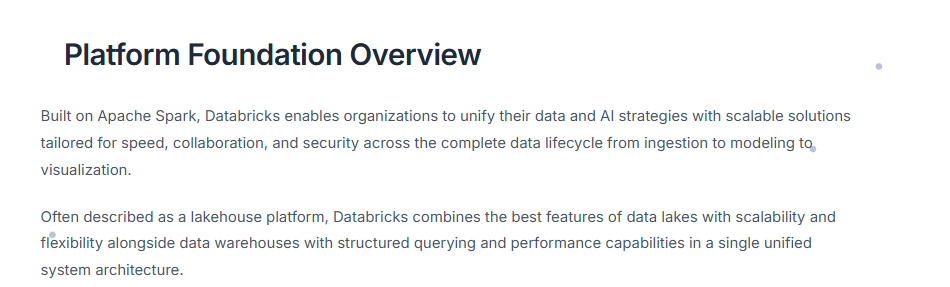 Platform Foundation Overview
Built on Apache Spark, Databricks enables organizations to unify their data and AI strategies with scalable solutions
tailored for speed, collaboration, and security across the complete data lifecycle from ingestion to modeling to
visualization.
Often described as a lakehouse platform, Databricks combines the best features of data lakes with scalability and
flexibility alongside data warehouses with structured querying and performance capabilities in a single unified
system architecture.